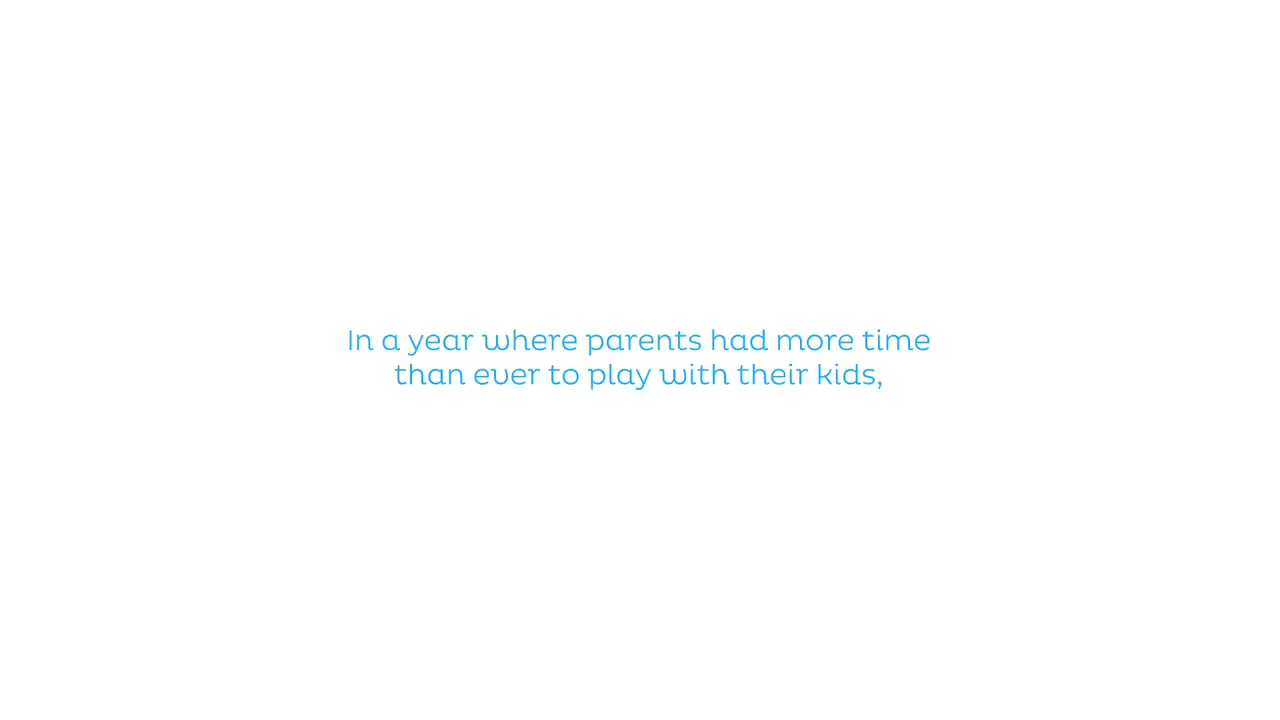 In a year where parents had more time
than ever to play with their kids,